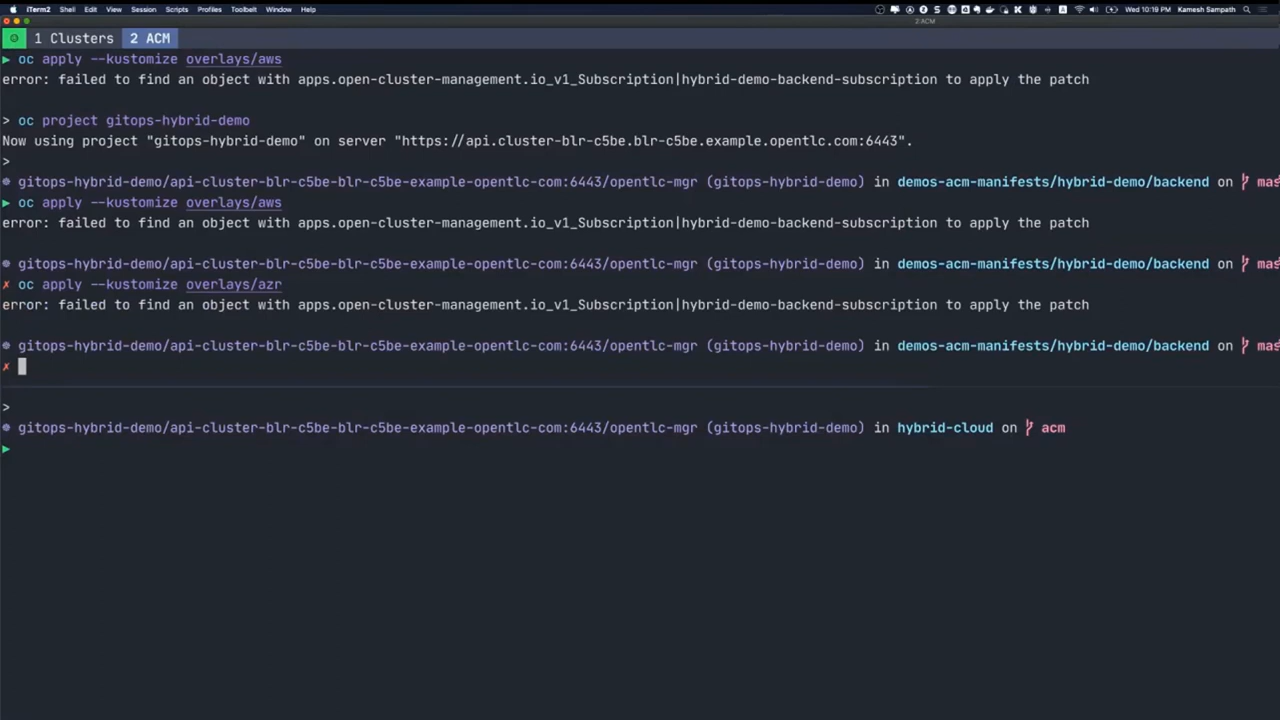 iTerm2 Shell Edit View Session Scripts Profiles Toolbelt Window Help Wed 10:19 PM Kamesh Sampath
2:ACM
1 Clusters 2 ACM
▶ oc apply --kustomize overlays/aws
error: failed to find an object with apps.open-cluster-management.io_v1_Subscription|hybrid-demo-backend-subscription to apply the patch
> oc project gitops-hybrid-demo
Now using project "gitops-hybrid-demo" on server "https://api.cluster-blr-c5be.blr-c5be.example.opentlc.com:6443".
>
gitops-hybrid-demo/api-cluster-blr-c5be-blr-c5be-example-opentlc-com:6443/opentlc-mgr (gitops-hybrid-demo) in demos-acm-manifests/hybrid-demo/backend on mas
▶ oc apply --kustomize overlays/aws
error: failed to find an object with apps.open-cluster-management.io_v1_Subscription|hybrid-demo-backend-subscription to apply the patch
gitops-hybrid-demo/api-cluster-blr-c5be-blr-c5be-example-opentlc-com:6443/opentlc-mgr (gitops-hybrid-demo) in demos-acm-manifests/hybrid-demo/backend on mas
✗ oc apply --kustomize overlays/azr
error: failed to find an object with apps.open-cluster-management.io_v1_Subscription|hybrid-demo-backend-subscription to apply the patch
gitops-hybrid-demo/api-cluster-blr-c5be-blr-c5be-example-opentlc-com:6443/opentlc-mgr (gitops-hybrid-demo) in demos-acm-manifests/hybrid-demo/backend on mas
✗
>
gitops-hybrid-demo/api-cluster-blr-c5be-blr-c5be-example-opentlc-com:6443/opentlc-mgr (gitops-hybrid-demo) in hybrid-cloud on acm
▶